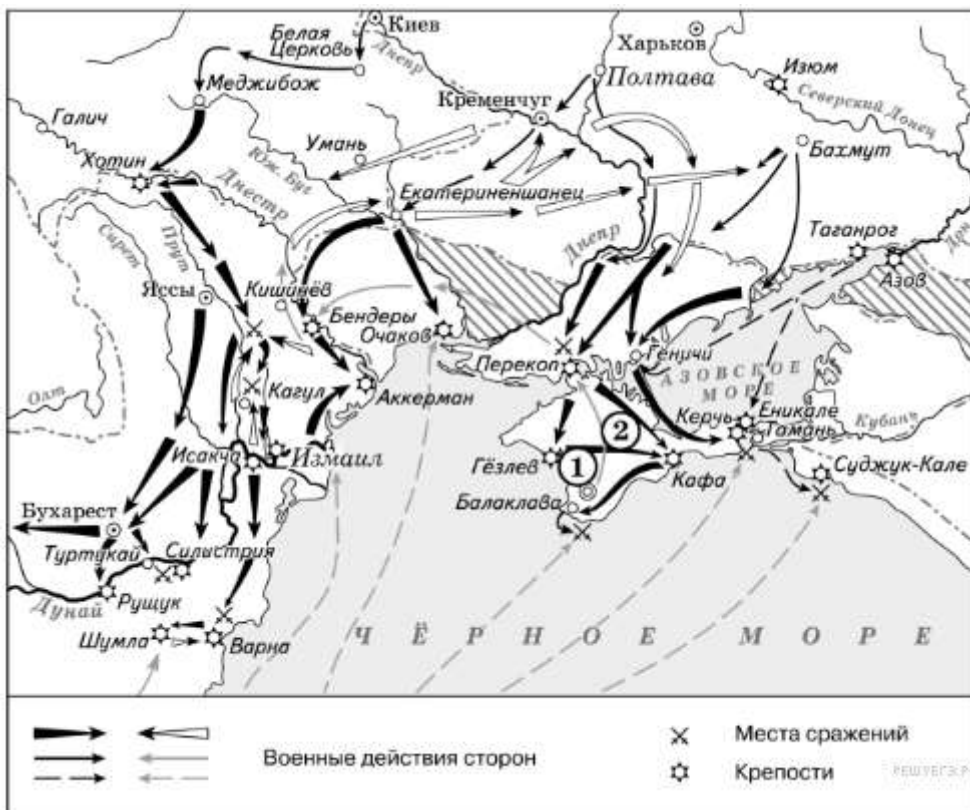 Киев
Белая
Церковь
Днепр
Харьков
Полтава
Изюм
Северский Донец
Меджибож
Кременчуг
Галич
Умань
Бахмут
Хотин
Юж. Буг
Днестр
Екатериненшанец
Таганрог
Дон
Азов
Днепр
Сирет
Прут
Яссы
Кишинёв
Бендеры
Очаков
Перекоп
Геничи
АЗОВСКОЕ
МОРЕ
Олт
Кагул
Аккерман
Керчь
Еникале
Тамань
Кубань
Исакча
Измаил
2
1
Гёзлев
Кафа
Суджук-Кале
Балаклава
Бухарест
Туртукай
Силистрия
Дунай
Рущук
Шумла
Варна
ЧЁРНОЕ МОРЕ
Военные действия сторон
Места сражений
Крепости
РЕШУЕГЭ.Р